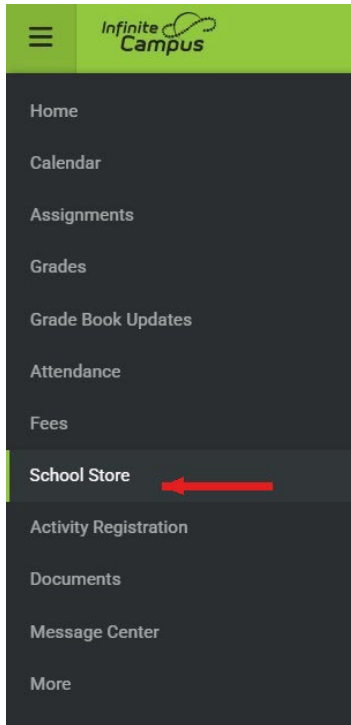 Infinite
Campus
Home
Calendar
Assignments
Grades
Grade Book Updates
Attendance
Fees
School Store
Activity Registration
Documents
Message Center
More